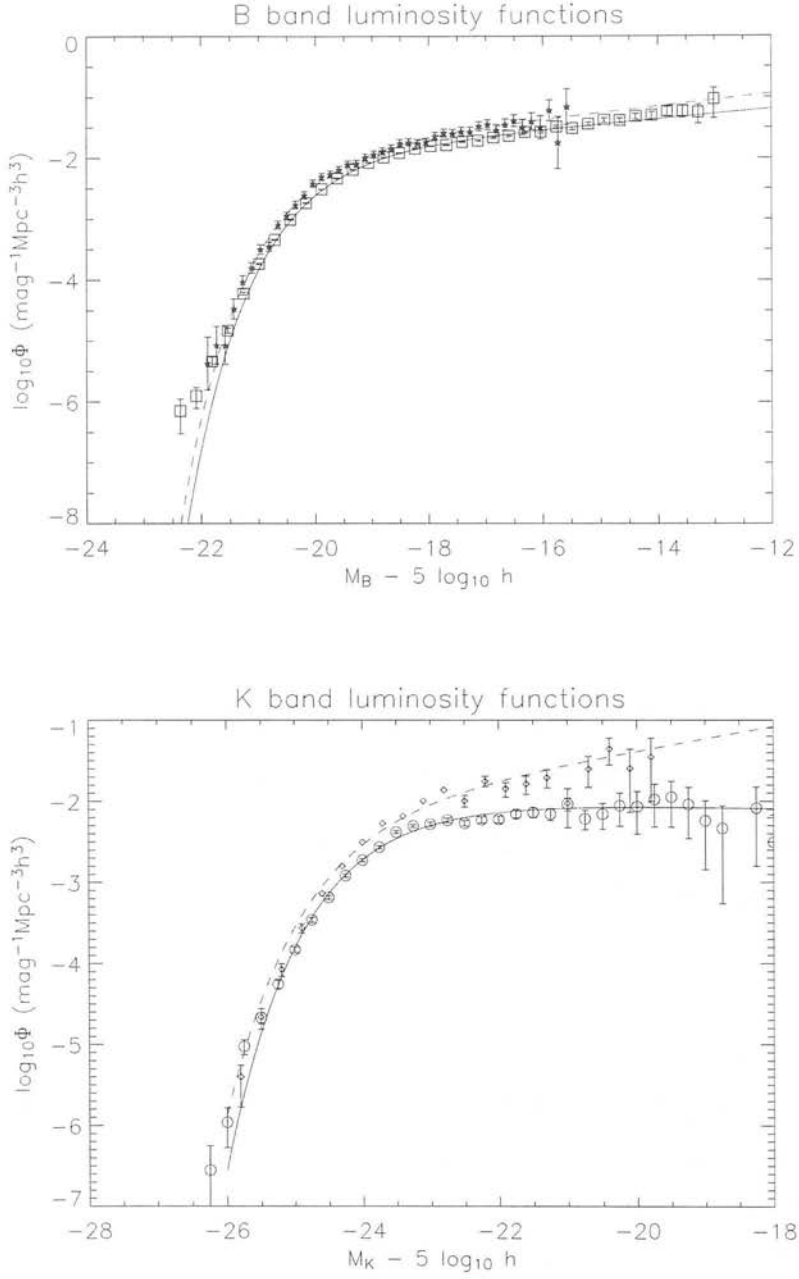 B band luminosity functions
0
−2
−4
−6
−8
log₁₀Φ (mag⁻¹Mpc⁻³h³)
−24 −22 −20 −18 −16 −14 −12
M_B − 5 log₁₀ h
K band luminosity functions
−1
−2
−3
−4
−5
−6
−7
log₁₀Φ (mag⁻¹Mpc⁻³h³)
−28 −26 −24 −22 −20 −18
M_K − 5 log₁₀ h